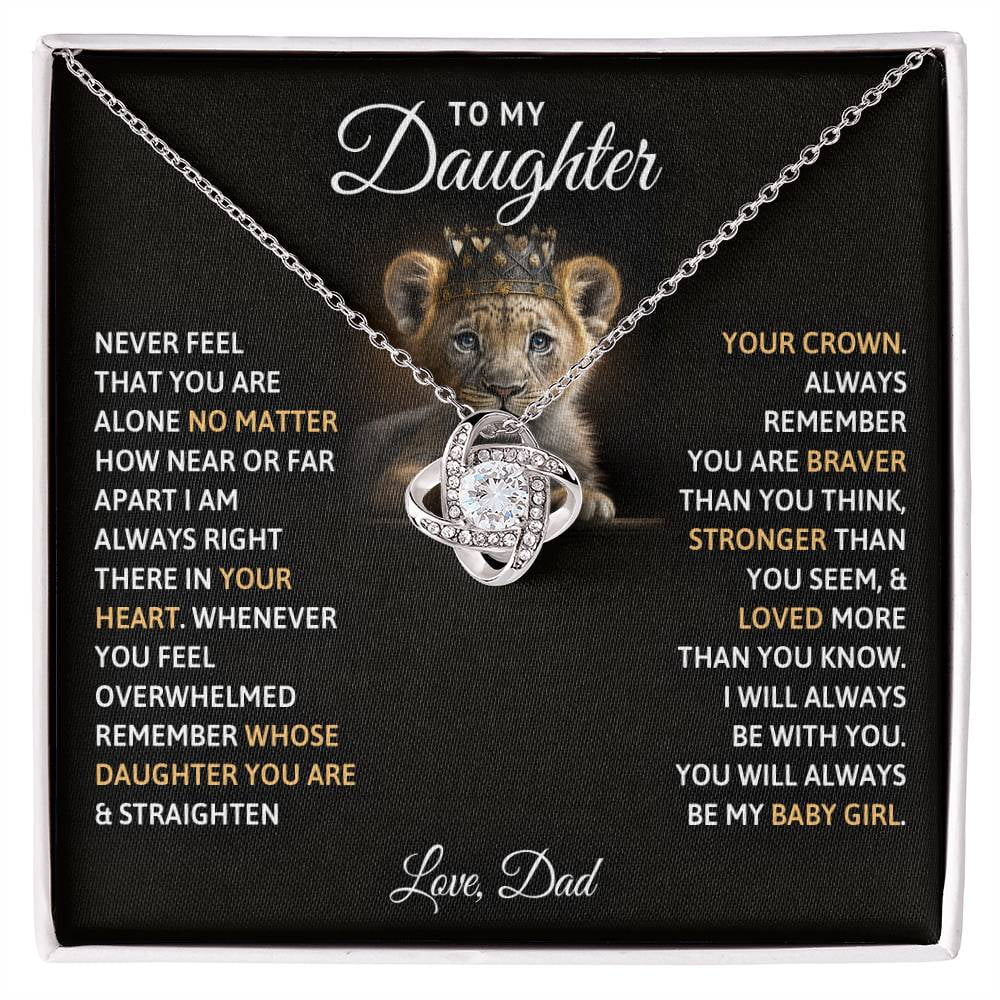 TO MY
Daughter
NEVER FEEL
THAT YOU ARE
ALONE NO MATTER
HOW NEAR OR FAR
APART I AM
ALWAYS RIGHT
THERE IN YOUR
HEART. WHENEVER
YOU FEEL
OVERWHELMED
REMEMBER WHOSE
DAUGHTER YOU ARE
& STRAIGHTEN
YOUR CROWN.
ALWAYS
REMEMBER
YOU ARE BRAVER
THAN YOU THINK,
STRONGER THAN
YOU SEEM, &
LOVED MORE
THAN YOU KNOW.
I WILL ALWAYS
BE WITH YOU.
YOU WILL ALWAYS
BE MY BABY GIRL.
Love, Dad